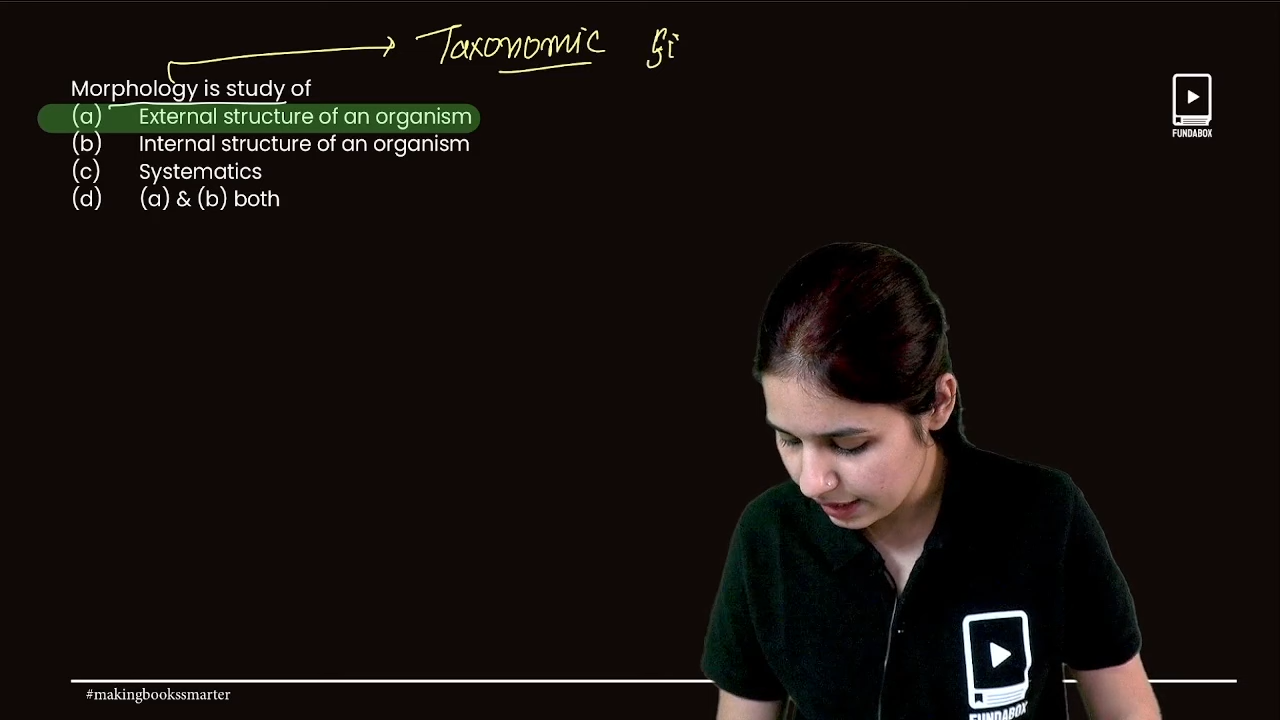 Taxonomic
Morphology is study of
(a) External structure of an organism
(b) Internal structure of an organism
(c) Systematics
(d) (a) & (b) both
FUNDABOX
FUNDABOX
#makingbookssmarter